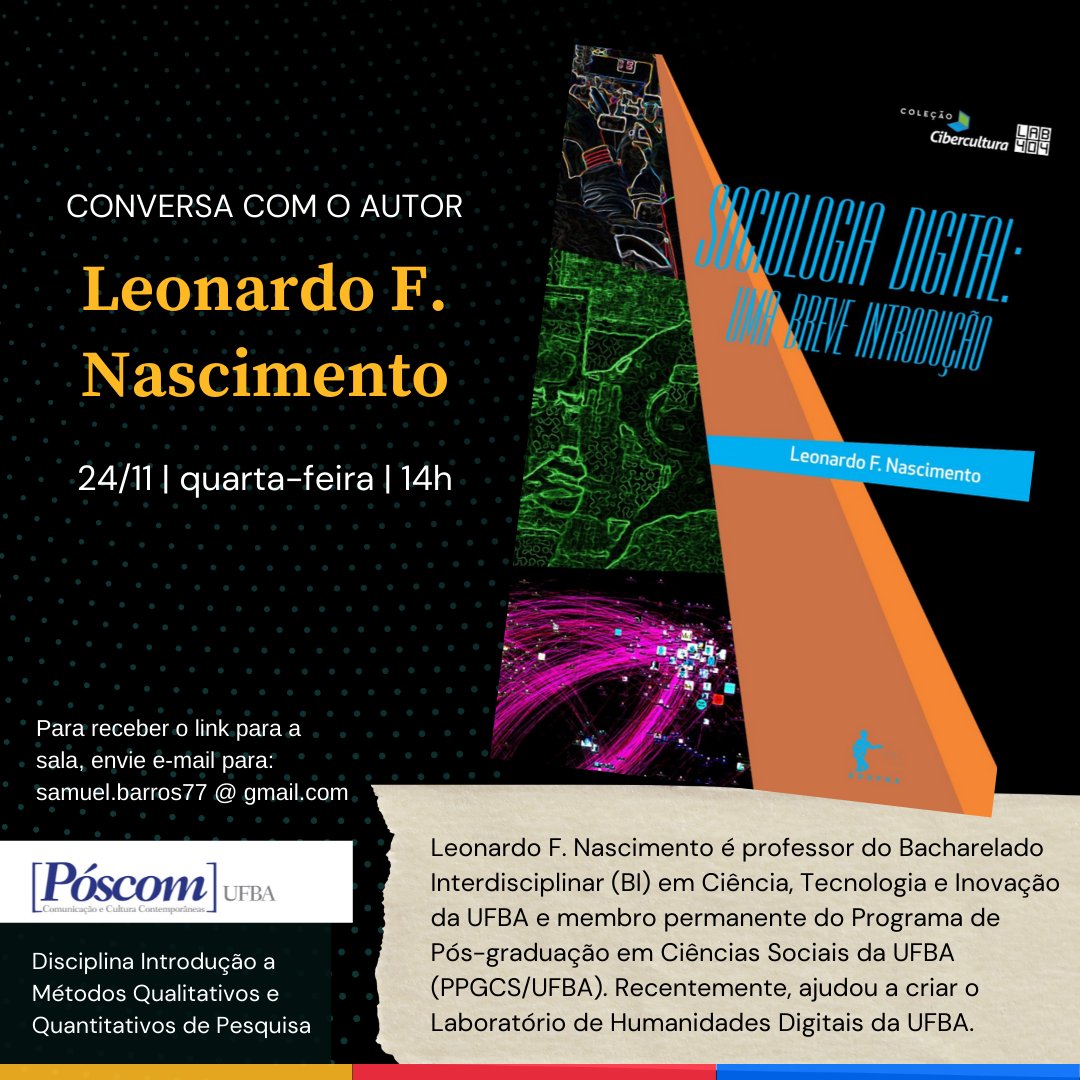 CONVERSA COM O AUTOR
Leonardo F.
Nascimento
24/11 | quarta-feira | 14h
COLEÇÃO
Cibercultura
LAB
404
SOCIOLOGIA DIGITAL:
UMA BREVE INTRODUÇÃO
Leonardo F. Nascimento
EDUFBA
Para receber o link para a
sala, envie e-mail para:
samuel.barros77 @ gmail.com
[Póscom] UFBA
Comunicação e Cultura Contemporâneas
Disciplina Introdução a
Métodos Qualitativos e
Quantitativos de Pesquisa
Leonardo F. Nascimento é professor do Bacharelado
Interdisciplinar (BI) em Ciência, Tecnologia e Inovação
da UFBA e membro permanente do Programa de
Pós-graduação em Ciências Sociais da UFBA
(PPGCS/UFBA). Recentemente, ajudou a criar o
Laboratório de Humanidades Digitais da UFBA.